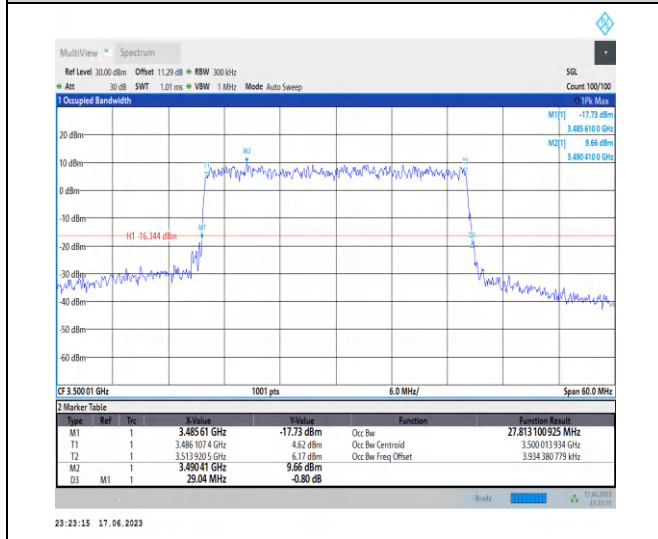 MultiView Spectrum
Ref Level 30.00 dBm Offset 11.29 dB RBW 300 kHz SGL
Att 30 dB SWT 1.01 ms VBW 1 MHz Mode Auto Sweep Count 100/100
1 Occupied Bandwidth 1Pk Max
M1[1] -17.73 dBm
3.485 610 0 GHz
M2[1] 9.66 dBm
3.490 410 0 GHz
20 dBm
M2
10 dBm
T1 T2
0 dBm
-10 dBm
M1
H1 -16.344 dBm
D3
-20 dBm
-30 dBm
-40 dBm
-50 dBm
-60 dBm
CF 3.500 01 GHz 1001 pts 6.0 MHz/ Span 60.0 MHz
2 Marker Table
Type Ref Trc X-Value Y-Value Function Function Result
M1 1 3.485 61 GHz -17.73 dBm Occ Bw 27.813 100 925 MHz
T1 1 3.486 107 4 GHz 4.62 dBm Occ Bw Centroid 3.500 013 934 GHz
T2 1 3.513 920 5 GHz 6.17 dBm Occ Bw Freq Offset 3.934 380 779 kHz
M2 1 3.490 41 GHz 9.66 dBm
D3 M1 1 29.04 MHz -0.80 dB
Ready 17.06.2023
23:23:15
23:23:15 17.06.2023